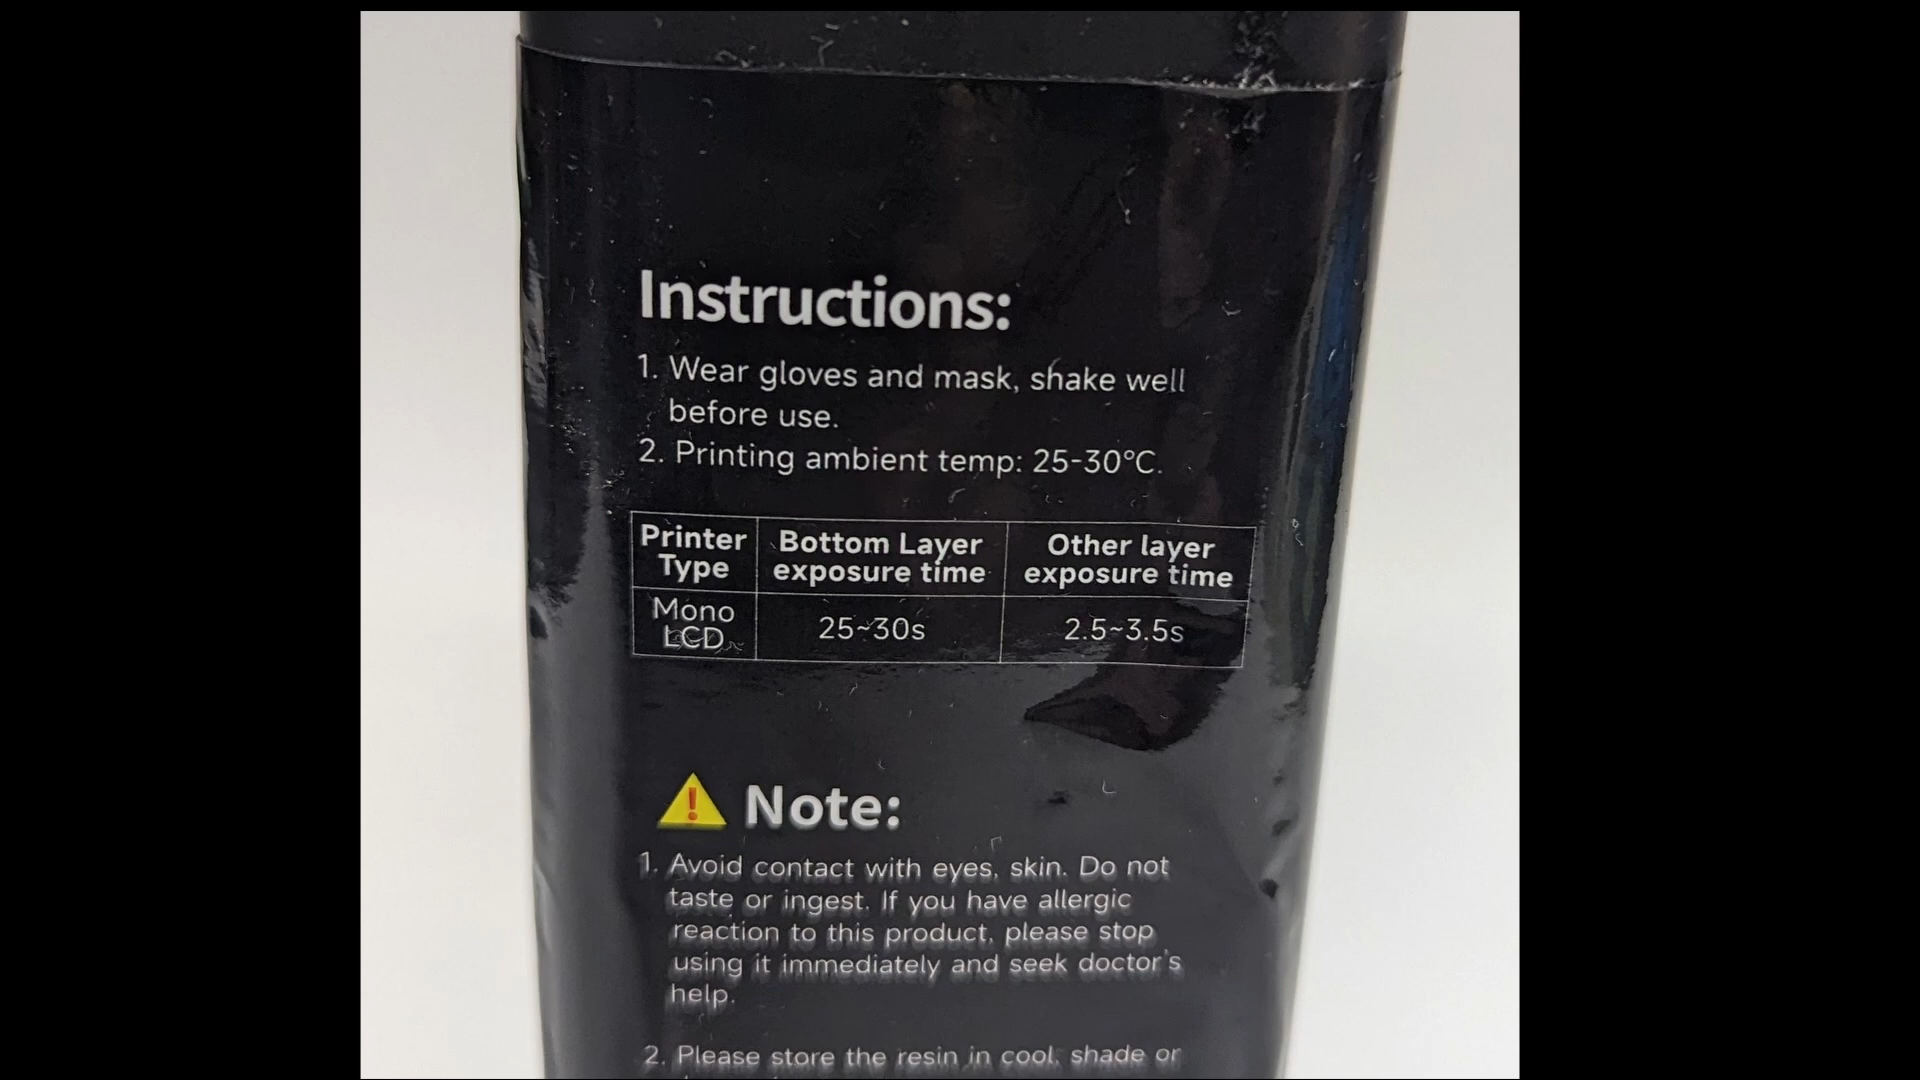 Instructions:
1. Wear gloves and mask, shake well
before use.
2. Printing ambient temp: 25-30°C.
Printer Type Bottom Layer exposure time Other layer exposure time
Mono LCD 25~30s 2.5~3.5s
Note:
1. Avoid contact with eyes, skin. Do not
taste or ingest. If you have allergic
reaction to this product, please stop
using it immediately and seek doctor's
help.
2. Please store the resin in cool, shade or